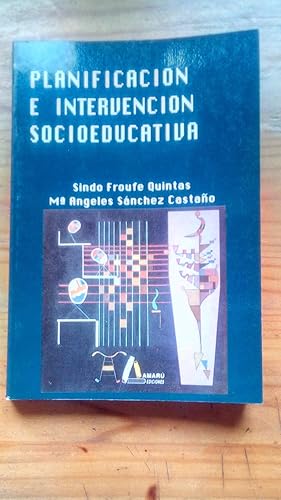 PLANIFICACION
E INTERVENCION
SOCIOEDUCATIVA
Sindo Froufe Quintas
Mª Angeles Sánchez Castaño
AMARÚ
EDICIONES